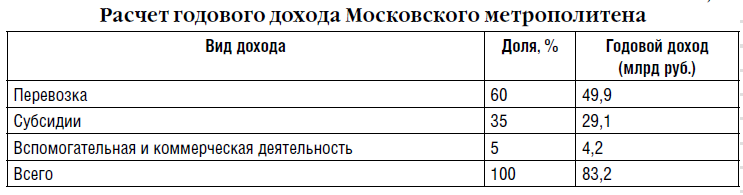 Расчет годового дохода Московского метрополитена
Вид дохода Доля, % Годовой доход
(млрд руб.)
Перевозка 60 49,9
Субсидии 35 29,1
Вспомогательная и коммерческая деятельность 5 4,2
Всего 100 83,2